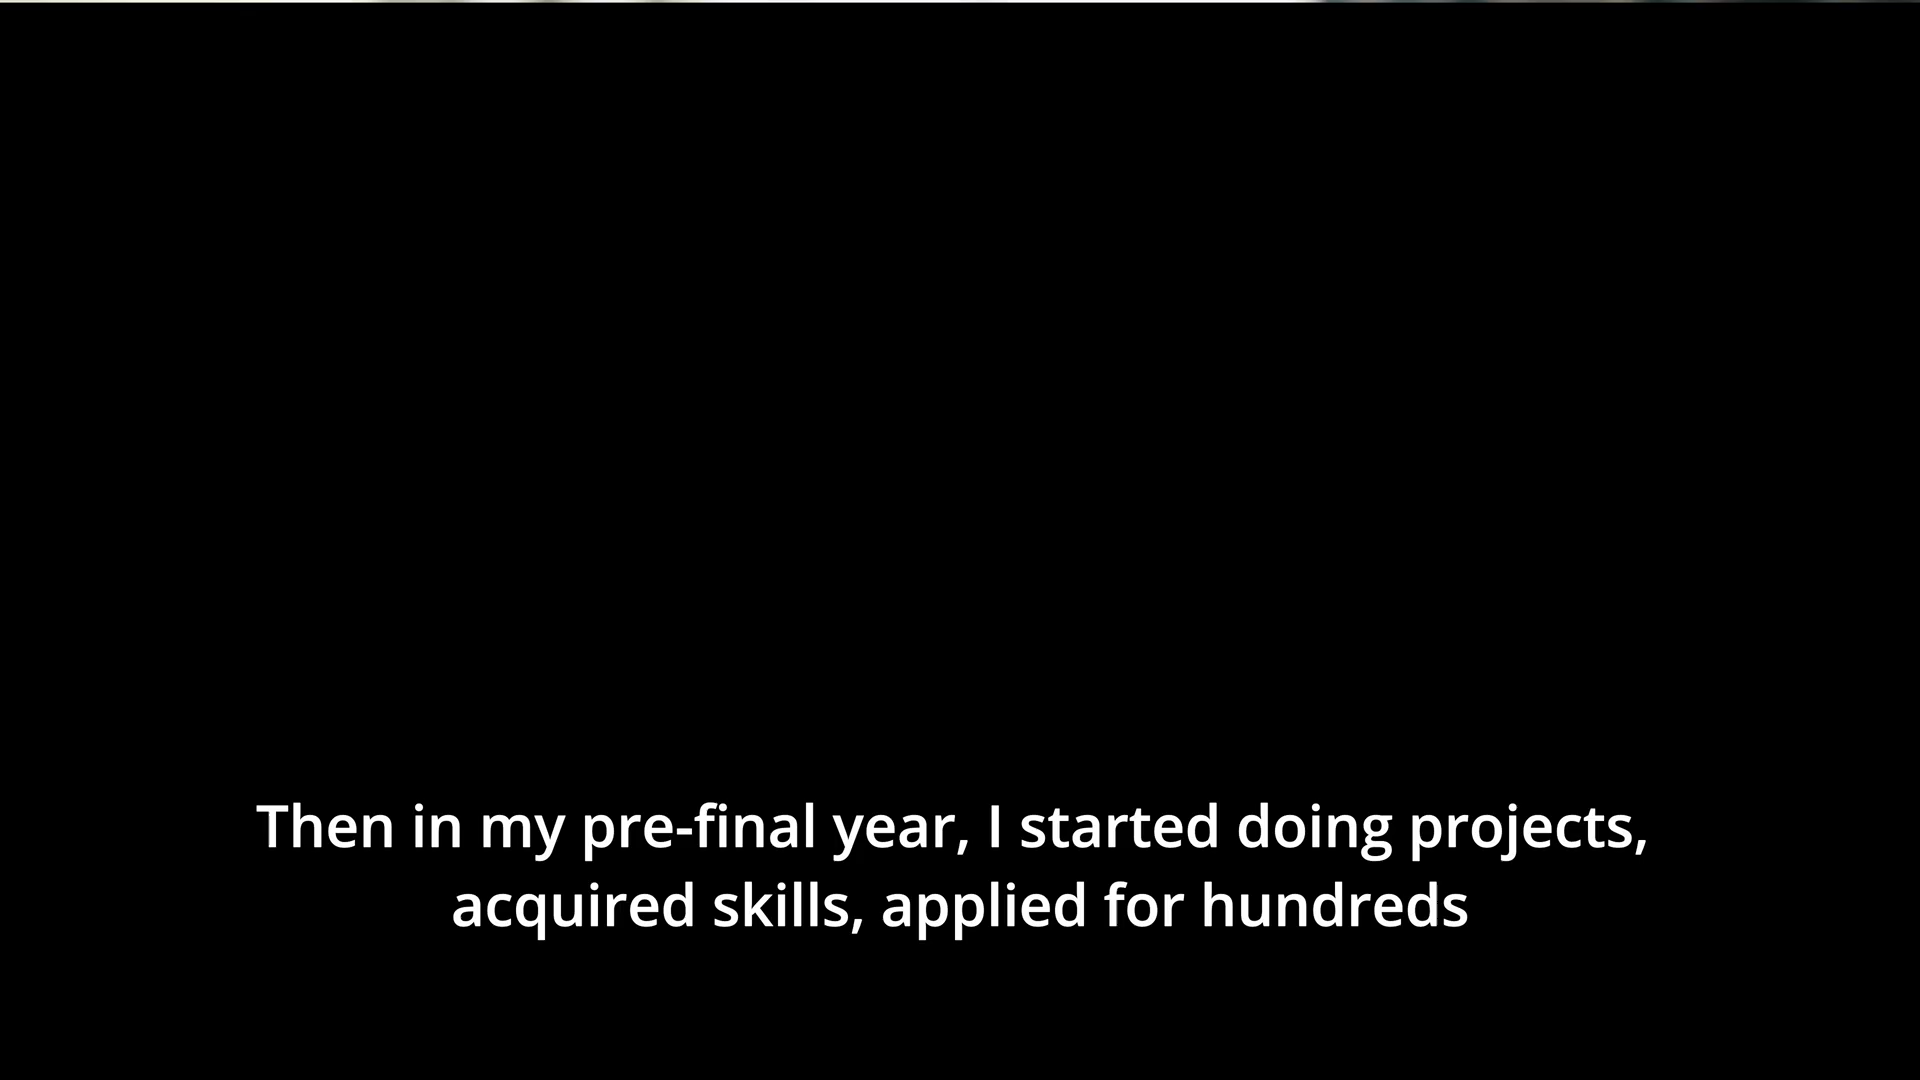 Then in my pre-final year, I started doing projects,
acquired skills, applied for hundreds